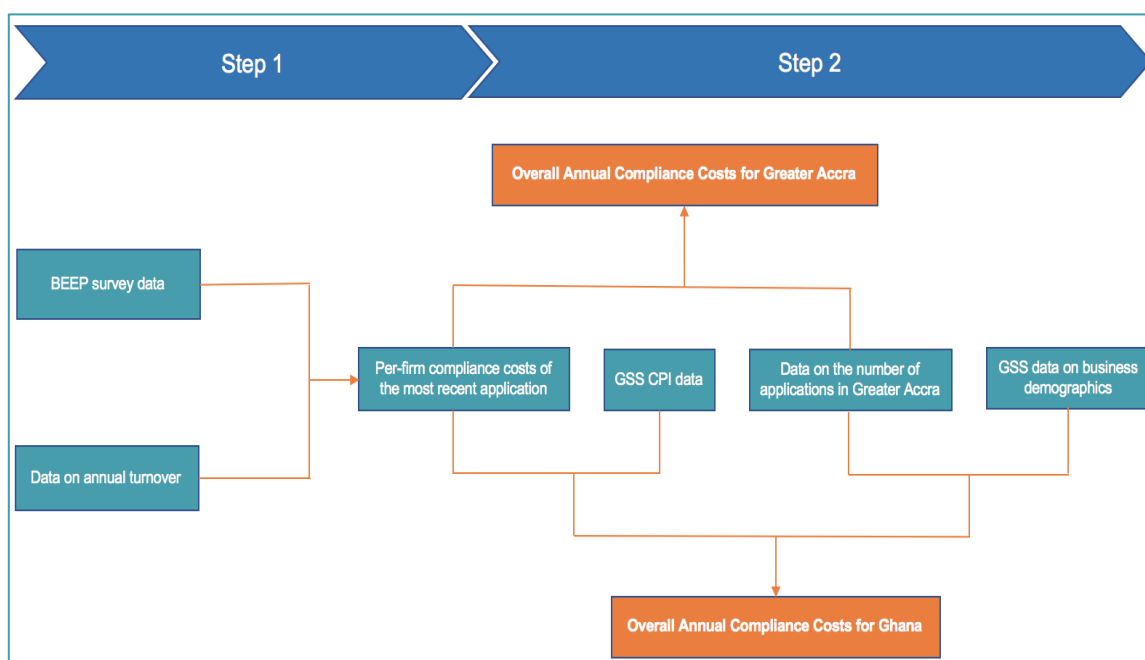 Step 1
Step 2
Overall Annual Compliance Costs for Greater Accra
BEEP survey data
Per-firm compliance costs of
the most recent application
GSS CPI data
Data on the number of
applications in Greater Accra
GSS data on business
demographics
Data on annual turnover
Overall Annual Compliance Costs for Ghana